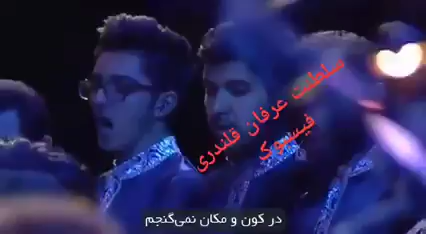 سلطنت عرفان قلندری
فیسبوک
در کون و مکان نمی‌گنجم